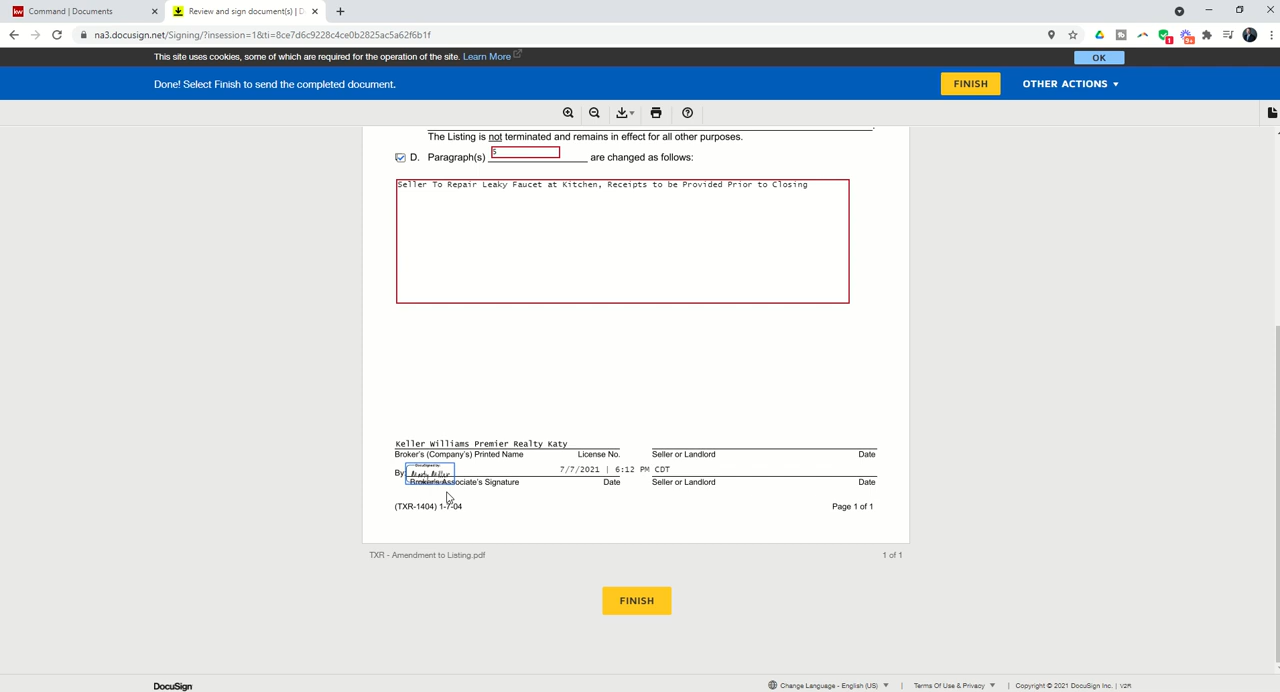 Command | Documents
Review and sign document(s) | D
na3.docusign.net/Signing/?insession=1&ti=8ce7d6c9228c4ce0b2825ac5a62f6b1f
This site uses cookies, some of which are required for the operation of the site. Learn More
OK
Done! Select Finish to send the completed document.
FINISH
OTHER ACTIONS
The Listing is not terminated and remains in effect for all other purposes.
D. Paragraph(s) 5 are changed as follows:
Seller To Repair Leaky Faucet at Kitchen, Receipts to be Provided Prior to Closing
Keller Williams Premier Realty Katy
Broker's (Company's) Printed Name License No. Seller or Landlord Date
By: DocuSigned by: Marty Miller 7/7/2021 | 6:12 PM CDT
Broker's Associate's Signature Date Seller or Landlord Date
(TXR-1404) 1-7-04 Page 1 of 1
TXR - Amendment to Listing.pdf 1 of 1
FINISH
DocuSign Change Language - English (US) | Terms Of Use & Privacy | Copyright © 2021 DocuSign Inc. | V2R